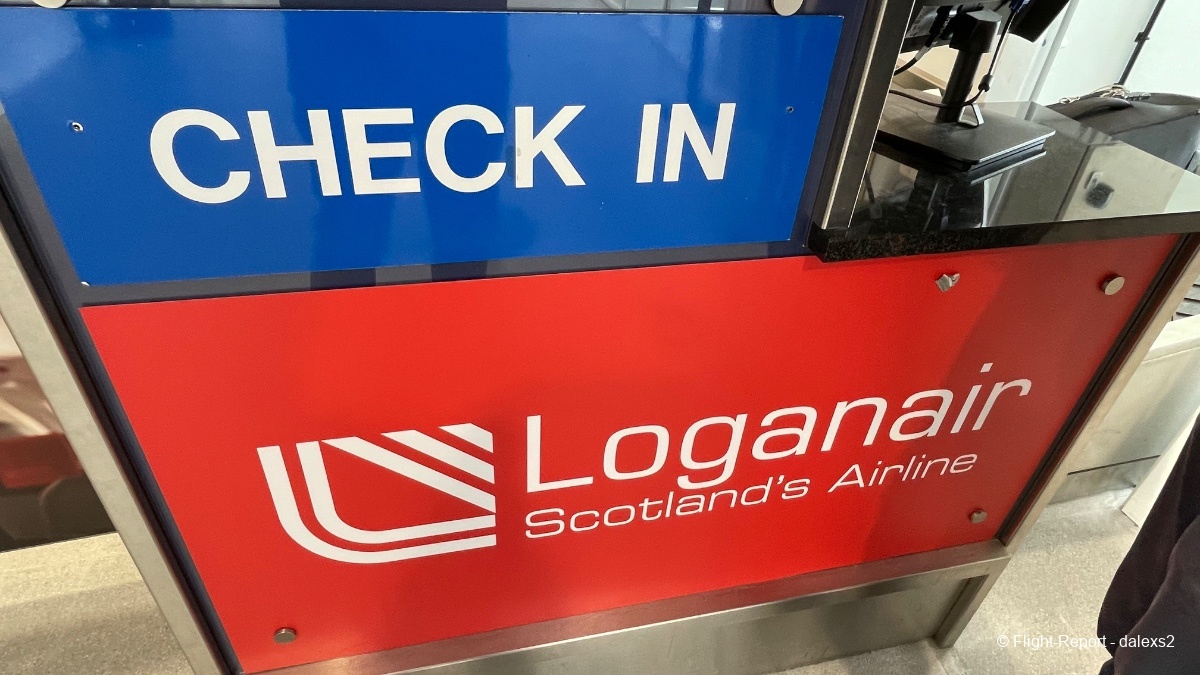 CHECK IN
Loganair
Scotland's Airline
© Flight-Report - dalexs2